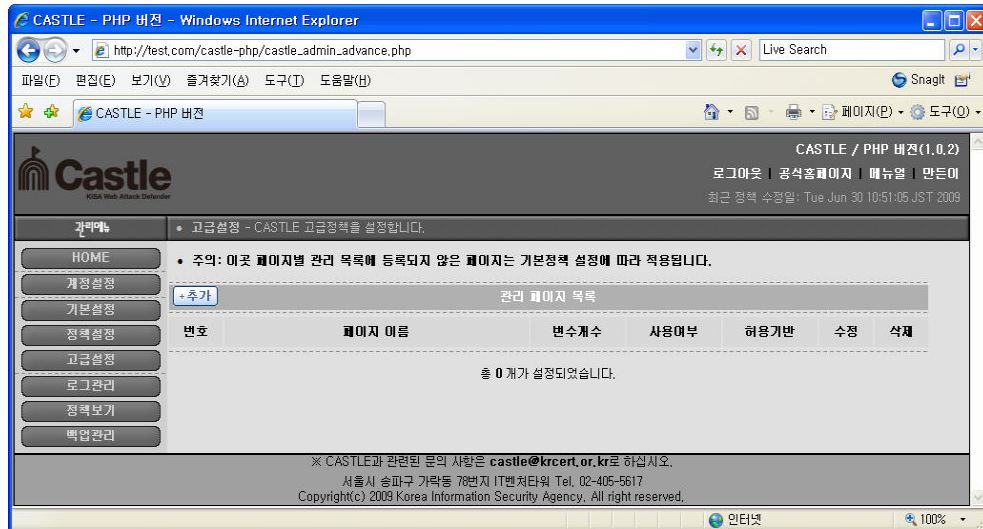 CASTLE - PHP 버전 - Windows Internet Explorer
http://test.com/castle-php/castle_admin_advance.php
Live Search
파일(F) 편집(E) 보기(V) 즐겨찾기(A) 도구(T) 도움말(H)
SnagIt
CASTLE - PHP 버전
페이지(P) 도구(O)
Castle
KISA Web Attack Defender
CASTLE / PHP 버전(1.0.2)
로그아웃 | 공식홈페이지 | 메뉴얼 | 만든이
최근 정책 수정일: Tue Jun 30 10:51:05 JST 2009
관리메뉴
• 고급설정 - CASTLE 고급정책을 설정합니다.
HOME
계정설정
기본설정
정책설정
고급설정
로그관리
정책보기
백업관리
• 주의: 이곳 페이지별 관리 목록에 등록되지 않은 페이지는 기본정책 설정에 따라 적용됩니다.
+추가
관리 페이지 목록
번호 페이지 이름 변수개수 사용여부 허용기반 수정 삭제
총 0 개가 설정되었습니다.
※ CASTLE과 관련된 문의 사항은 castle@krcert.or.kr로 하십시오.
서울시 송파구 가락동 78번지 IT벤처타워 Tel. 02-405-5617
Copyright(c) 2009 Korea Information Security Agency. All right reserved.
인터넷
100%